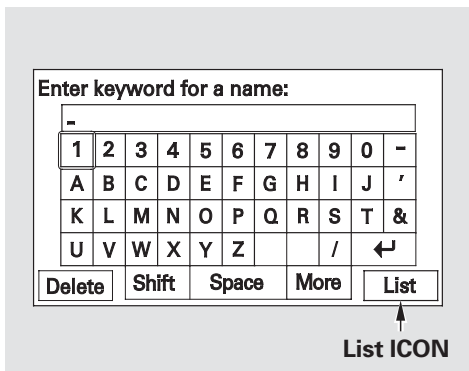 Enter keyword for a name:
-
1 2 3 4 5 6 7 8 9 0 -
A B C D E F G H I J '
K L M N O P Q R S T &
U V W X Y Z / ↵
Delete Shift Space More List
List ICON